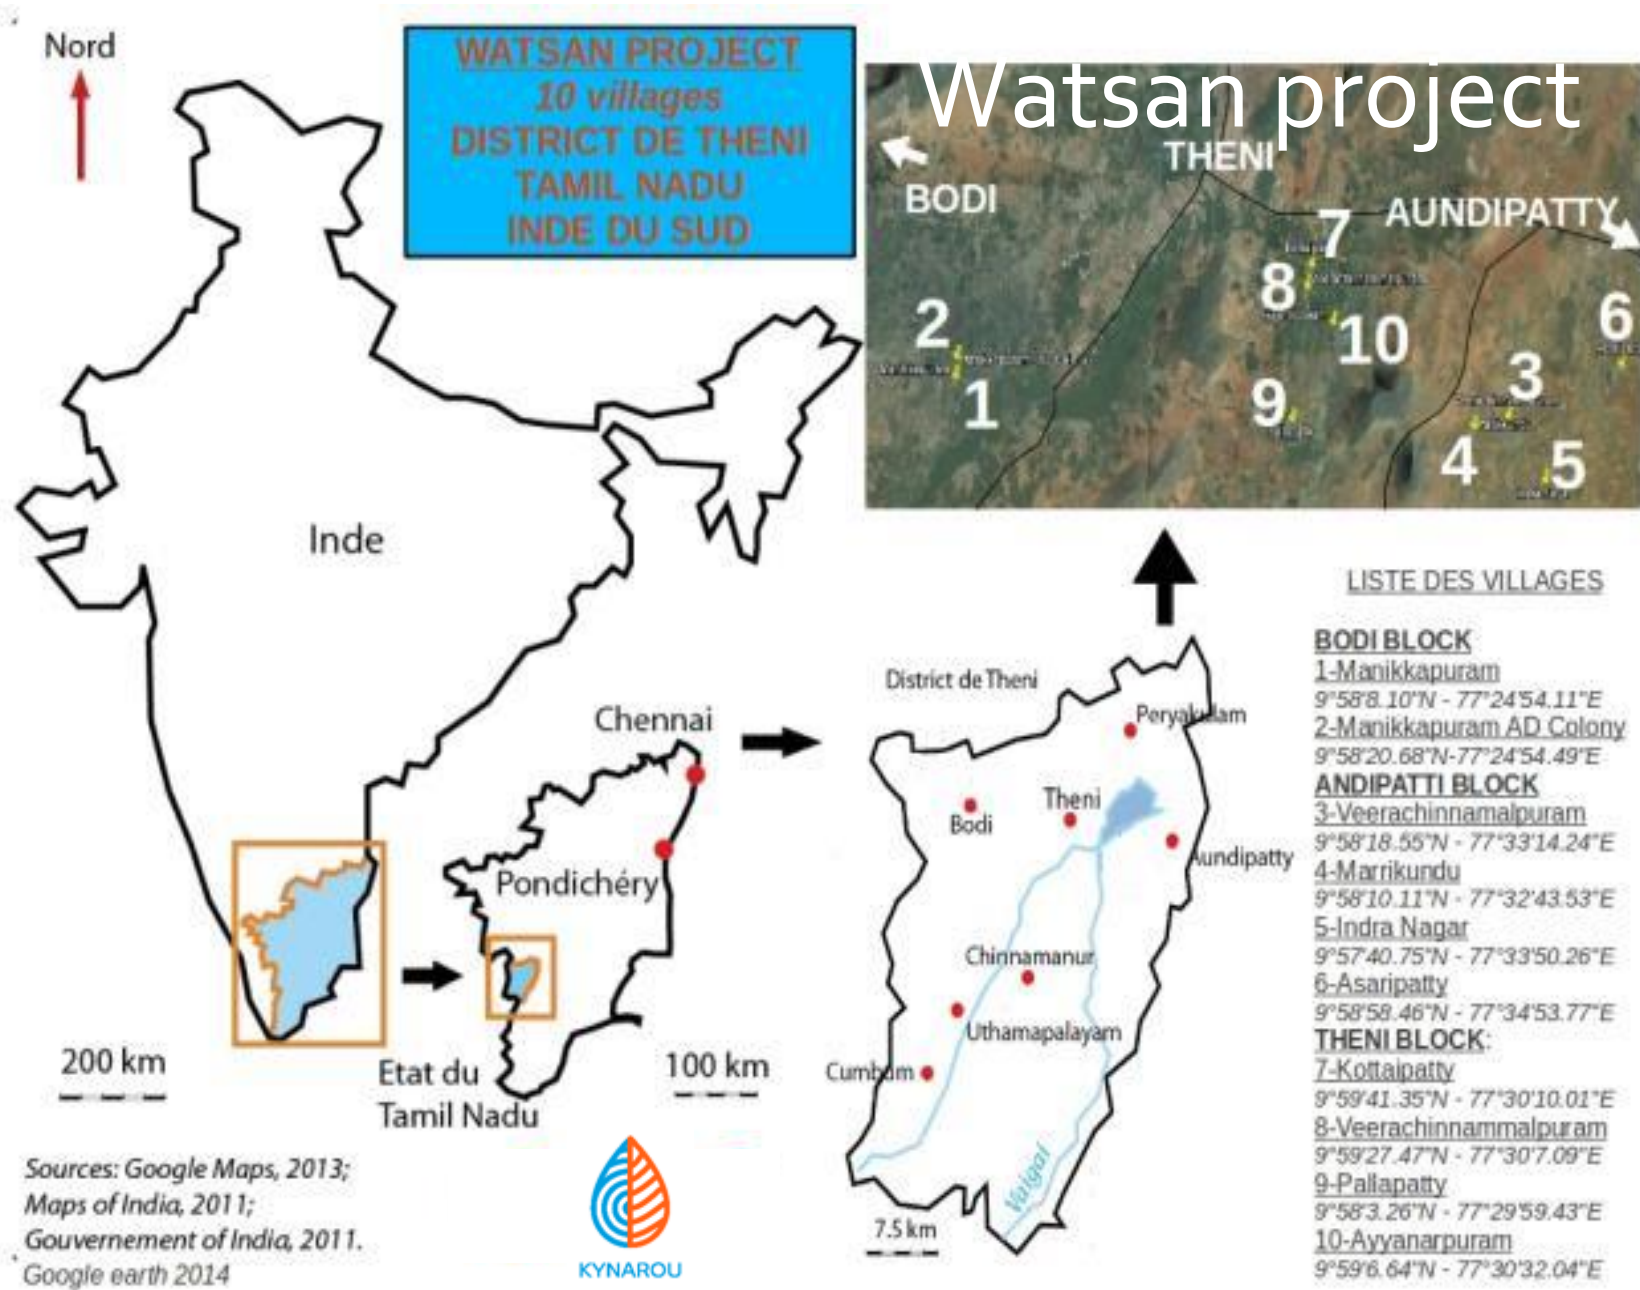 Nord
WATSAN PROJECT
10 villages
DISTRICT DE THENI
TAMIL NADU
INDE DU SUD
Watsan project
THENI
BODI
AUNDIPATTY
7
8
2
10
6
3
1
9
4
5
Inde
Chennai
Pondichéry
200 km
Etat du
Tamil Nadu
100 km
District de Theni
Peryakulam
Theni
Bodi
Aundipatty
Chinnamanur
Uthamapalayam
Cumbum
Vaigai
7.5 km
LISTE DES VILLAGES
BODI BLOCK
1-Manikkapuram
9°58'8.10"N - 77°24'54.11"E
2-Manikkapuram AD Colony
9°58'20.68"N-77°24'54.49"E
ANDIPATTI BLOCK
3-Veerachinnamalpuram
9°58'18.55"N - 77°33'14.24"E
4-Marrikundu
9°58'10.11"N - 77°32'43.53"E
5-Indra Nagar
9°57'40.75"N - 77°33'50.26"E
6-Asaripatty
9°58'58.46"N - 77°34'53.77"E
THENI BLOCK:
7-Kottaipatty
9°59'41.35"N - 77°30'10.01"E
8-Veerachinnammalpuram
9°59'27.47"N - 77°30'7.09"E
9-Pallapatty
9°58'3.26"N - 77°29'59.43"E
10-Ayyanarpuram
9°59'6.64"N - 77°30'32.04"E
Sources: Google Maps, 2013;
Maps of India, 2011;
Gouvernement of India, 2011.
Google earth 2014
KYNAROU